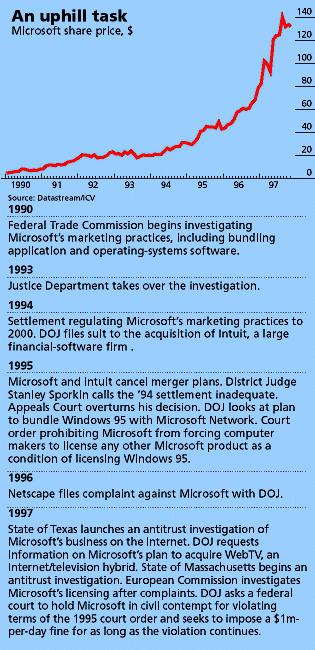 An uphill task
Microsoft share price, $
140
120
100
80
60
40
20
0
1990 91 92 93 94 95 96 97
Source: Datastream/ICV
1990
Federal Trade Commission begins investigating
Microsoft's marketing practices, including bundling
application and operating-systems software.
1993
Justice Department takes over the investigation.
1994
Settlement regulating Microsoft's marketing practices to
2000. DOJ files suit to the acquisition of Intuit, a large
financial-software firm .
1995
Microsoft and Intuit cancel merger plans. District Judge
Stanley Sporkin calls the '94 settlement inadequate.
Appeals Court overturns his decision. DOJ looks at plan
to bundle Windows 95 with Microsoft Network. Court
order prohibiting Microsoft from forcing computer
makers to license any other Microsoft product as a
condition of licensing Windows 95.
1996
Netscape files complaint against Microsoft with DOJ.
1997
State of Texas launches an antitrust investigation of
Microsoft's business on the Internet. DOJ requests
information on Microsoft's plan to acquire WebTV, an
Internet/television hybrid. State of Massachusetts begins an
antitrust investigation. European Commission investigates
Microsoft's licensing after complaints. DOJ asks a federal
court to hold Microsoft in civil contempt for violating
terms of the 1995 court order and seeks to impose a $1m-
per-day fine for as long as the violation continues.